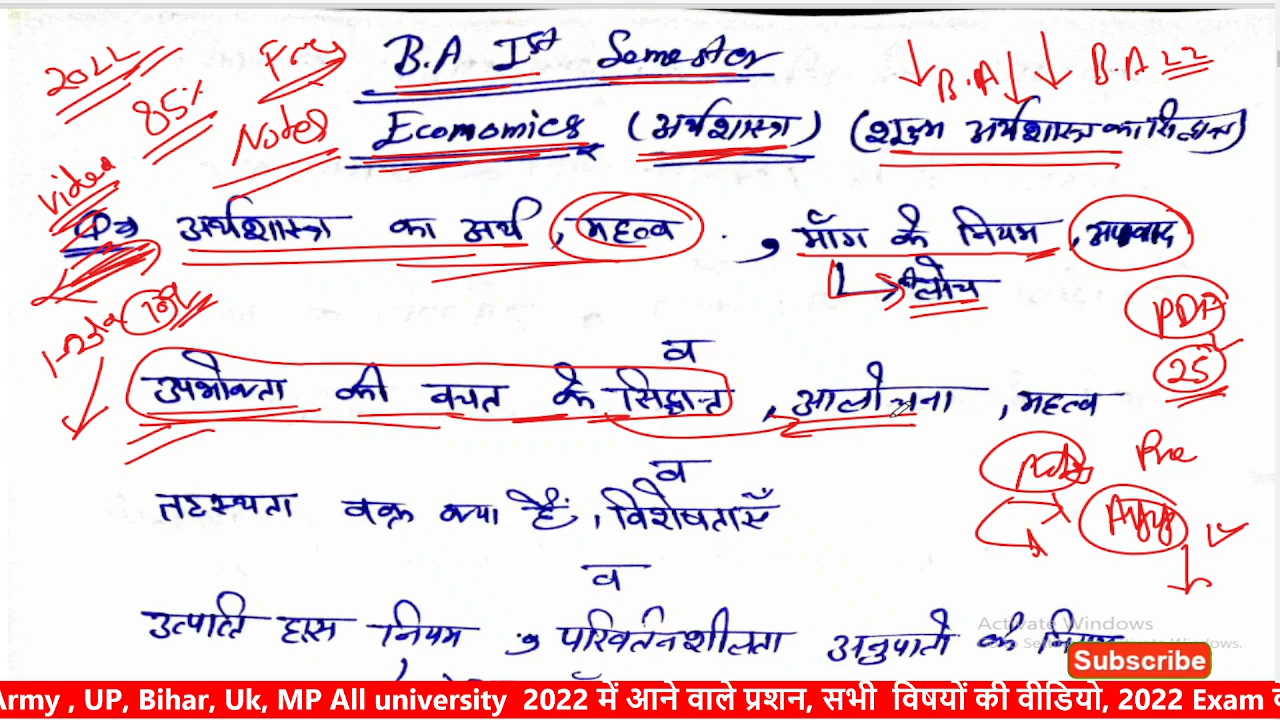 2022 Free B.A Ist Semester B.A B.A 22
85% Notes Economics (अर्थशास्त्र) (सूक्ष्म अर्थशास्त्र का सिद्धान्त)
Video
Q⇒ अर्थशास्त्र का अर्थ, महत्व , माँग के नियम, अपवाद
लोच
PDF
25
व
उपभोक्ता की बचत के सिद्धान्त, आलोचना, महत्व
व
तटस्थता वक्र क्या है, विशेषताएँ
व
उत्पत्ति ह्रास नियम, परिवर्तनशीलता अनुपातो के नियम
Activate Windows
Subscribe
Army , UP, Bihar, Uk, MP All university 2022 में आने वाले प्रशन, सभी विषयों की वीडियो, 2022 Exam